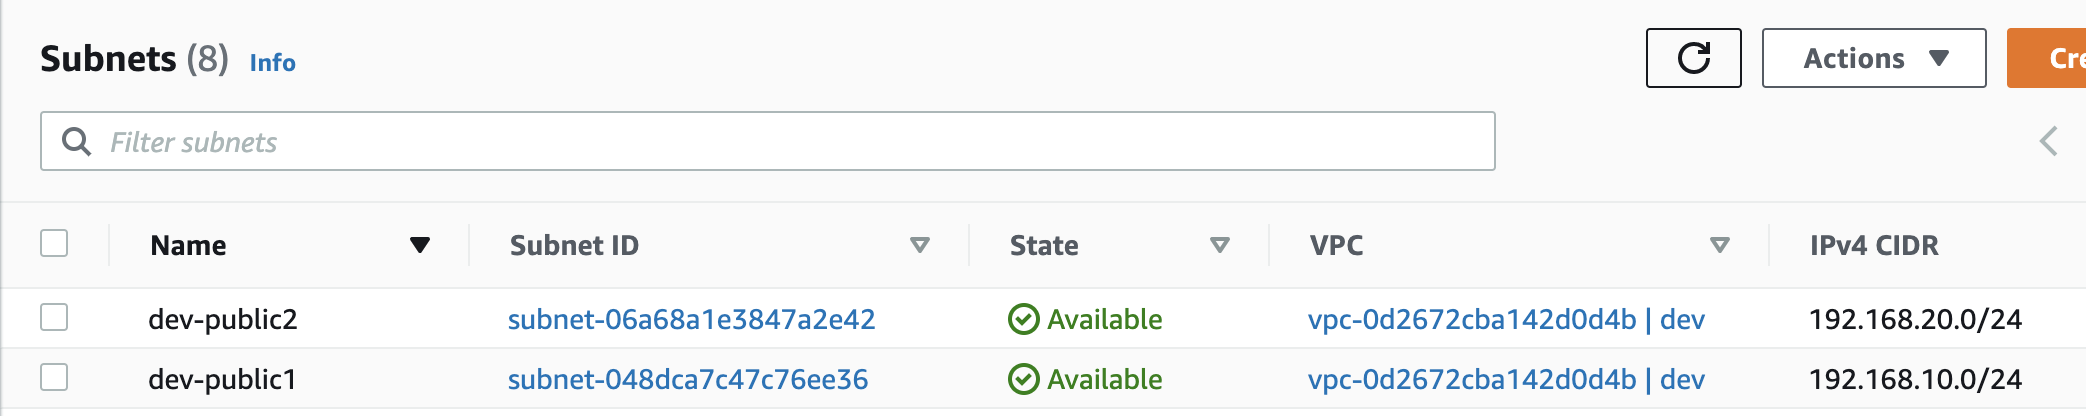 Subnets (8) Info
Actions
Cre
Filter subnets
Name Subnet ID State VPC IPv4 CIDR
dev-public2 subnet-06a68a1e3847a2e42 Available vpc-0d2672cba142d0d4b | dev 192.168.20.0/24
dev-public1 subnet-048dca7c47c76ee36 Available vpc-0d2672cba142d0d4b | dev 192.168.10.0/24